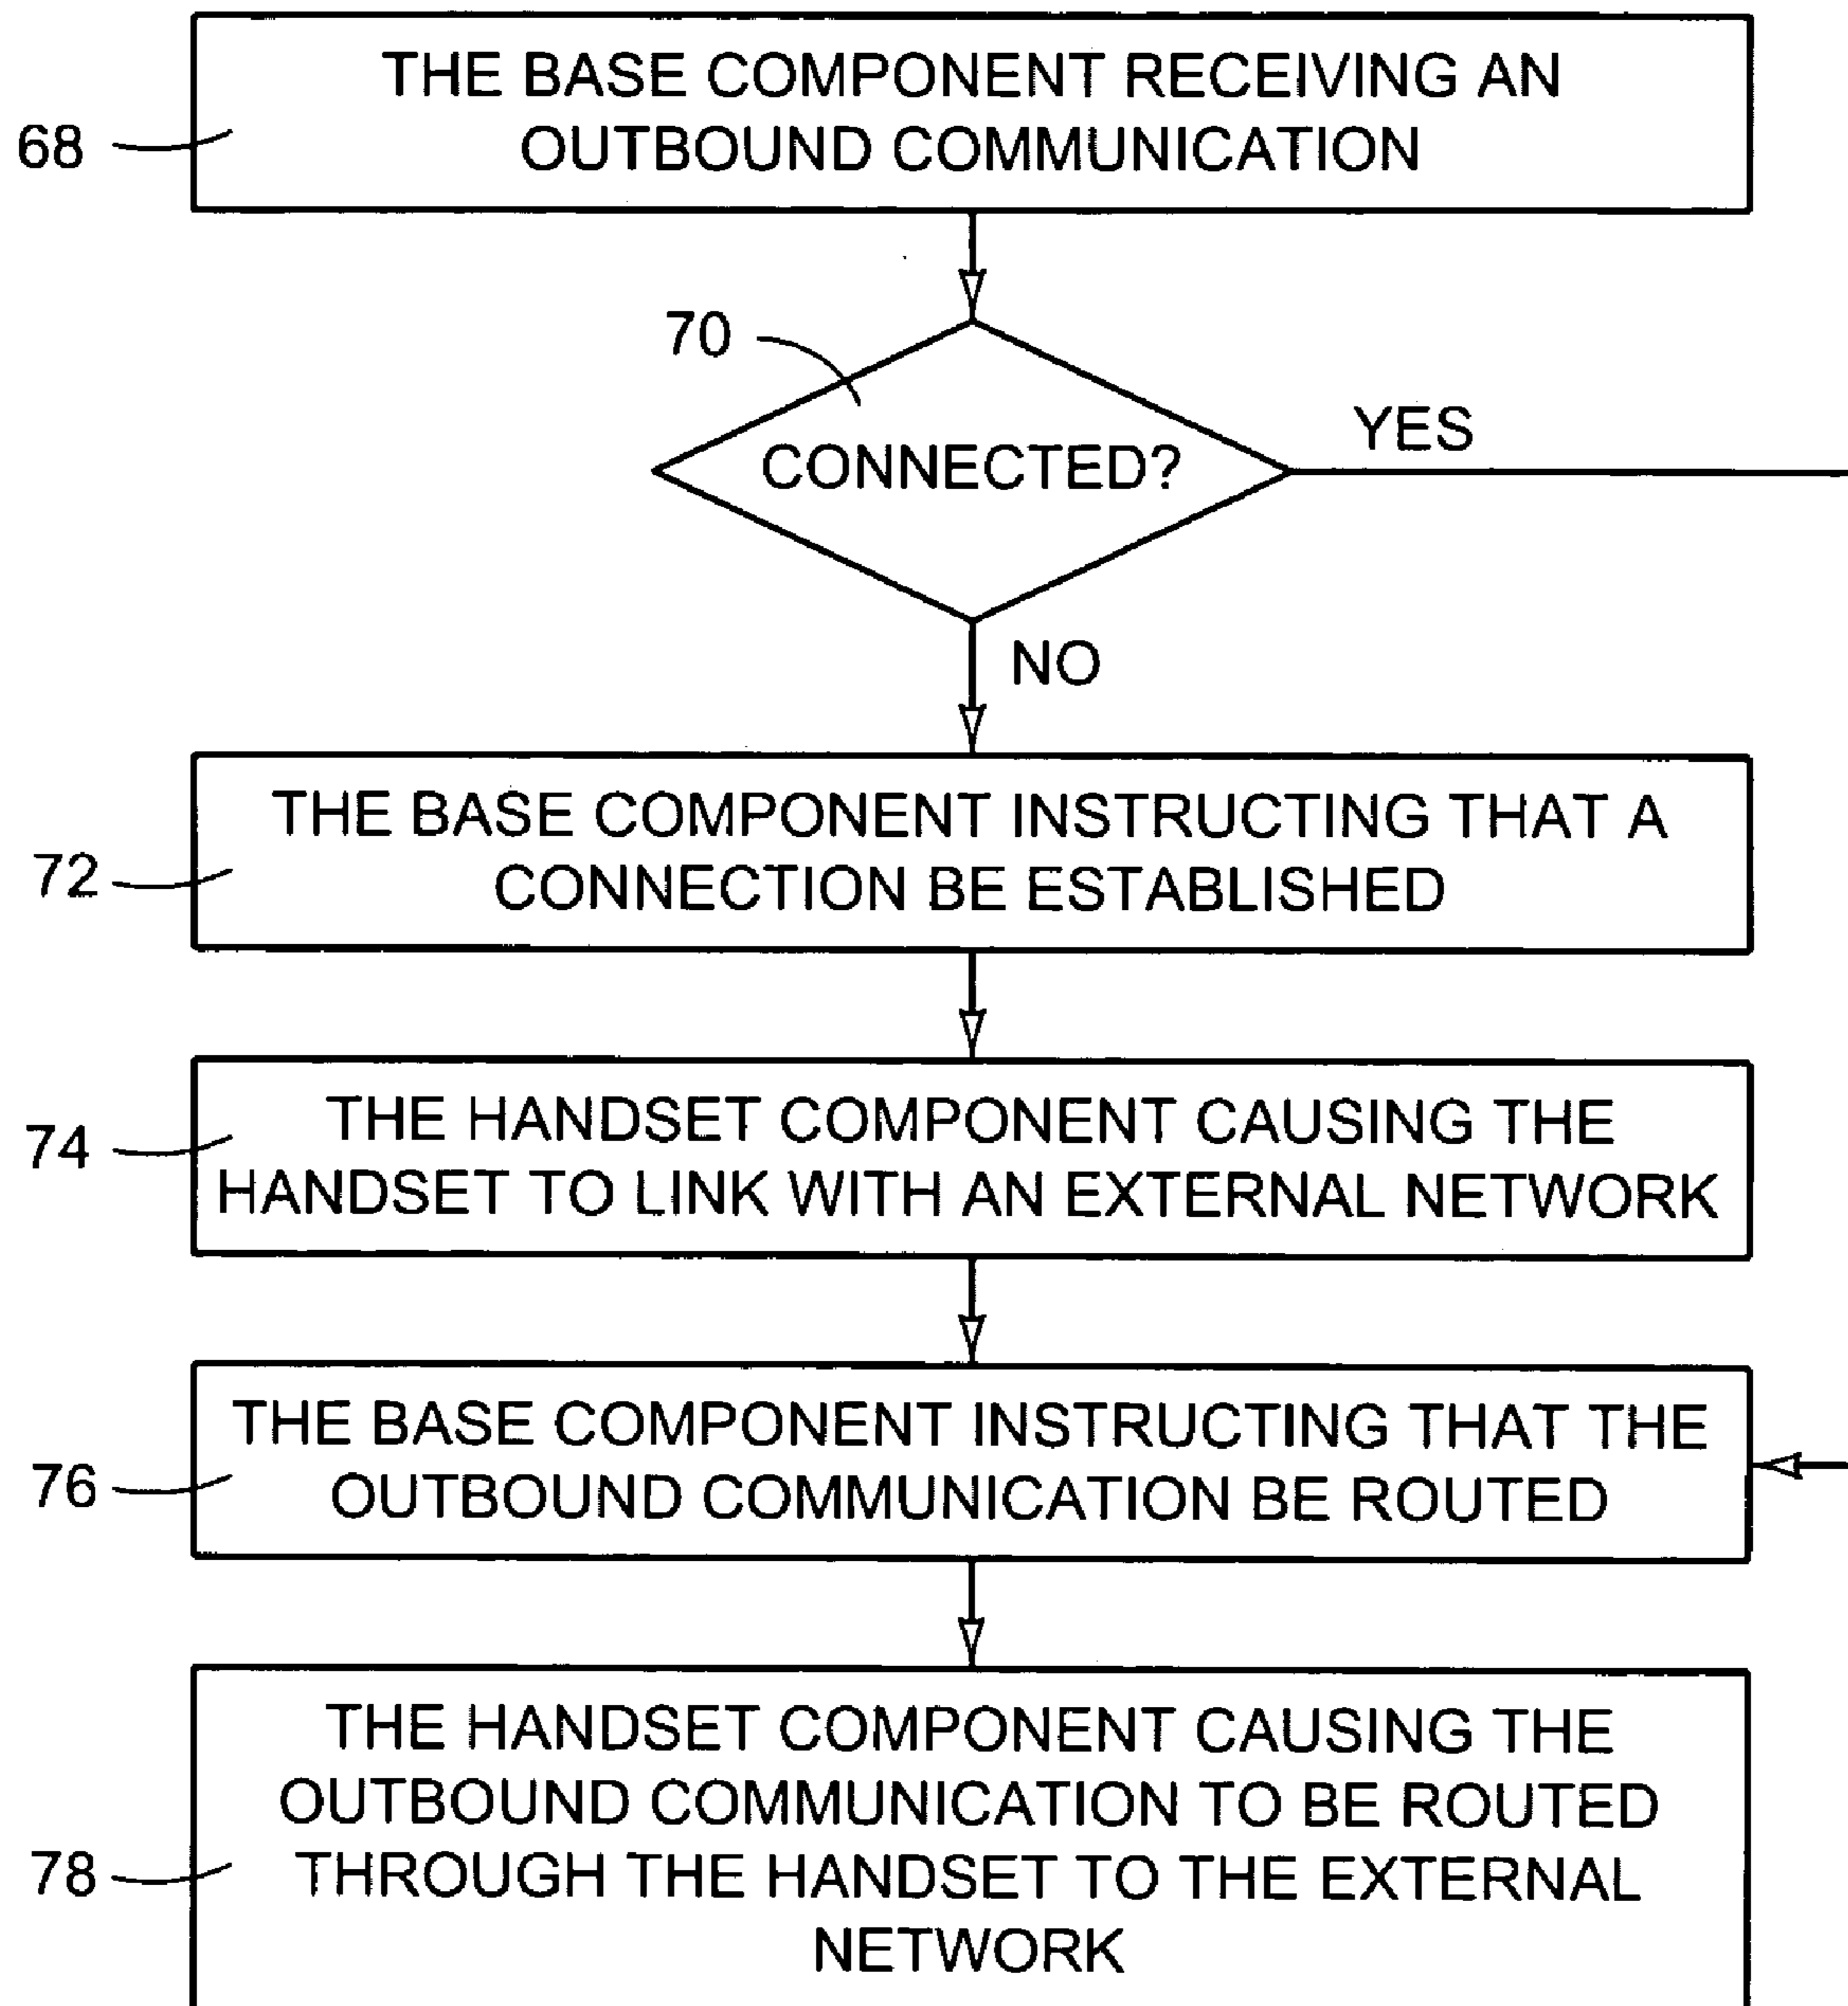 THE BASE COMPONENT RECEIVING AN
OUTBOUND COMMUNICATION
68
70
CONNECTED?
YES
NO
THE BASE COMPONENT INSTRUCTING THAT A
CONNECTION BE ESTABLISHED
72
THE HANDSET COMPONENT CAUSING THE
HANDSET TO LINK WITH AN EXTERNAL NETWORK
74
THE BASE COMPONENT INSTRUCTING THAT THE
OUTBOUND COMMUNICATION BE ROUTED
76
THE HANDSET COMPONENT CAUSING THE
OUTBOUND COMMUNICATION TO BE ROUTED
THROUGH THE HANDSET TO THE EXTERNAL
NETWORK
78